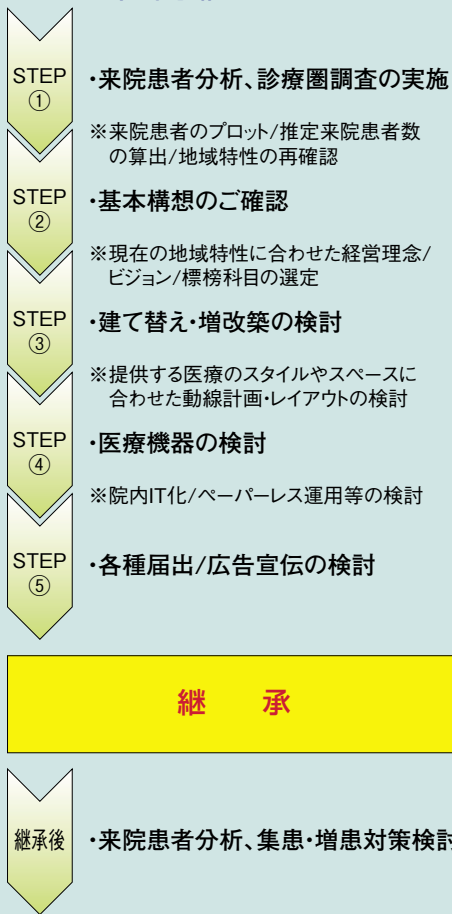 STEP
①
・来院患者分析、診療圏調査の実施
※来院患者のプロット/推定来院患者数
の算出/地域特性の再確認
STEP
②
・基本構想のご確認
※現在の地域特性に合わせた経営理念/
ビジョン/標榜科目の選定
STEP
③
・建て替え・増改築の検討
※提供する医療のスタイルやスペースに
合わせた動線計画・レイアウトの検討
STEP
④
・医療機器の検討
※院内IT化/ペーパーレス運用等の検討
STEP
⑤
・各種届出/広告宣伝の検討
継 承
継承後
・来院患者分析、集患・増患対策検討